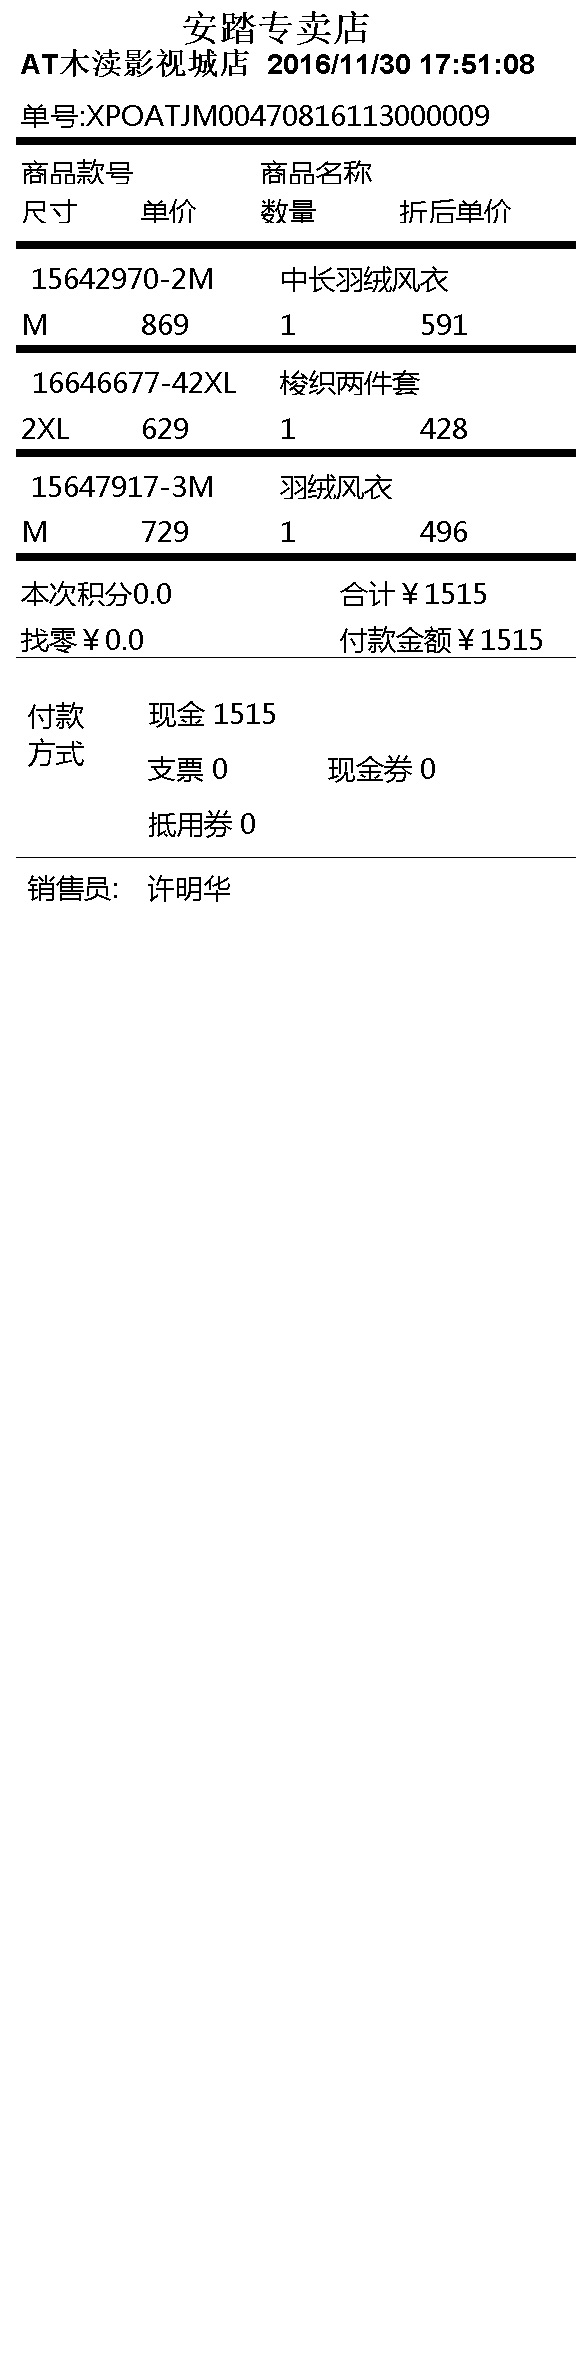 安踏专卖店
AT木渎影视城店 2016/11/30 17:51:08
单号:XPOATJM00470816113000009
商品款号 商品名称
尺寸 单价 数量 折后单价
15642970-2M 中长羽绒风衣
M 869 1 591
16646677-42XL 梭织两件套
2XL 629 1 428
15647917-3M 羽绒风衣
M 729 1 496
本次积分0.0 合计￥1515
找零￥0.0 付款金额￥1515
付款方式 现金 1515
支票 0 现金券 0
抵用券 0
销售员: 许明华